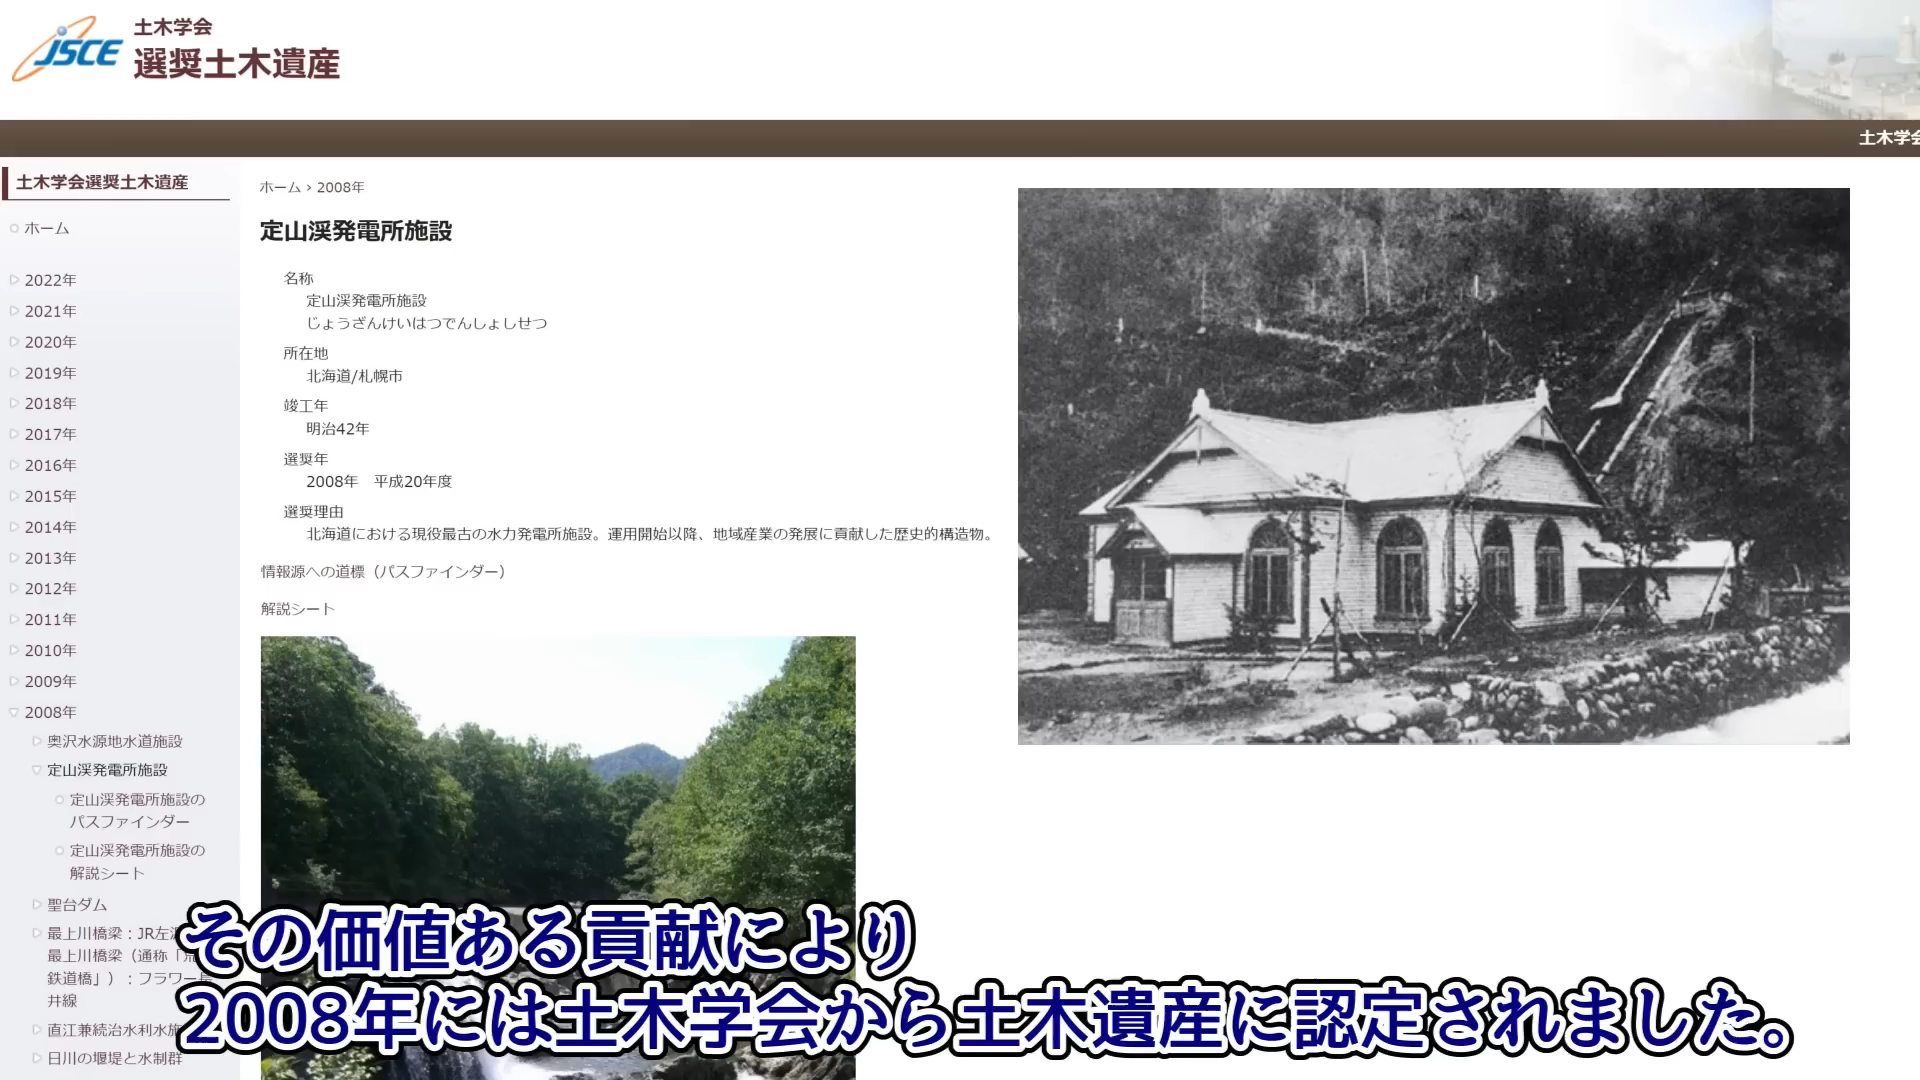 JSCE
土木学会
選奨土木遺産
土木学会
土木学会選奨土木遺産
ホーム
2022年
2021年
2020年
2019年
2018年
2017年
2016年
2015年
2014年
2013年
2012年
2011年
2010年
2009年
2008年
奥沢水源地水道施設
定山渓発電所施設
定山渓発電所施設の
パスファインダー
定山渓発電所施設の
解説シート
聖台ダム
最上川橋梁：JR左
最上川橋梁（通称「
鉄道橋」）：フラワー長
井線
直江兼続治水利水施
日川の堰堤と水制群
ホーム › 2008年
定山渓発電所施設
名称
定山渓発電所施設
じょうざんけいはつでんしょしせつ
所在地
北海道/札幌市
竣工年
明治42年
選奨年
2008年　平成20年度
選奨理由
北海道における現役最古の水力発電所施設。運用開始以降、地域産業の発展に貢献した歴史的構造物。
情報源への道標（パスファインダー）
解説シート
その価値ある貢献により
2008年には土木学会から土木遺産に認定されました。